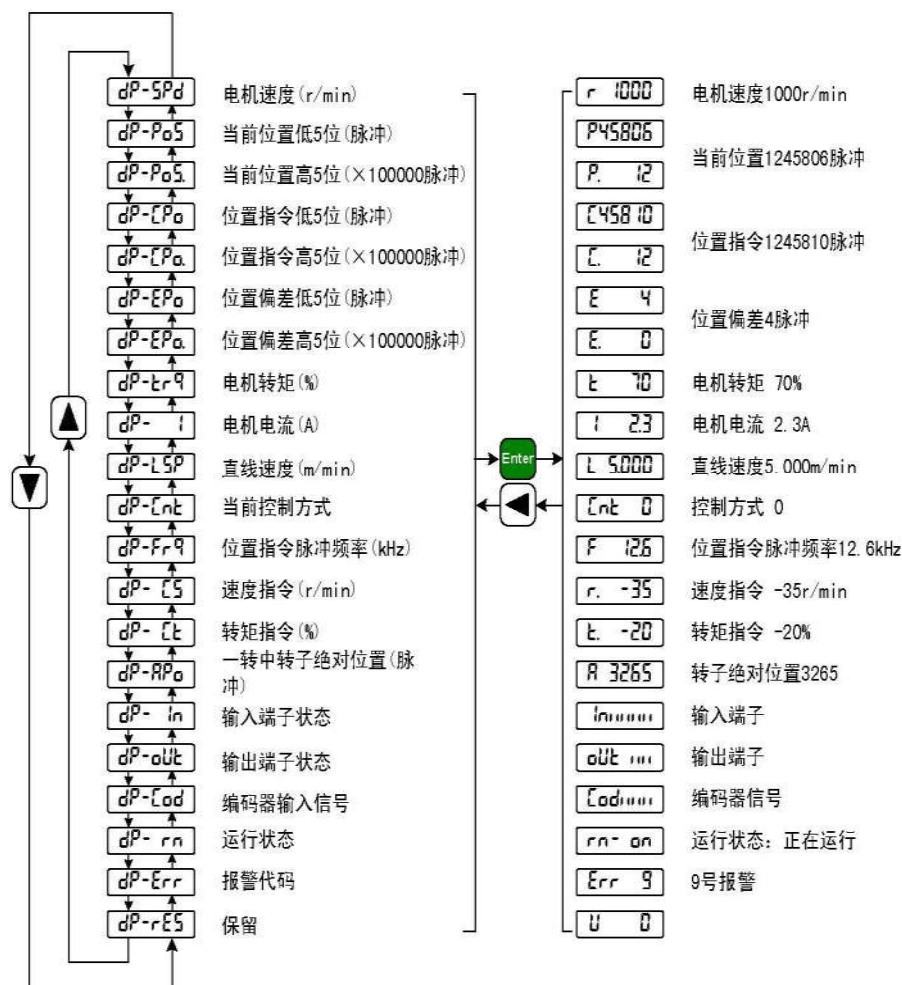 dP-SPd 电机速度(r/min) r 1000 电机速度1000r/min
dP-PoS 当前位置低5位(脉冲) P45806
当前位置1245806脉冲
dP-PoS. 当前位置高5位(×100000脉冲) P. 12
dP-CPo 位置指令低5位(脉冲) C45810
位置指令1245810脉冲
dP-CPo. 位置指令高5位(×100000脉冲) C. 12
dP-EPo 位置偏差低5位(脉冲) E 4
位置偏差4脉冲
dP-EPo. 位置偏差高5位(×100000脉冲) E. 0
dP-trq 电机转矩(%) t 70 电机转矩 70%
dP- I 电机电流(A) I 2.3 电机电流 2.3A
dP-LSP 直线速度(m/min) Enter L 5.000 直线速度5.000m/min
dP-Cnt 当前控制方式 Cnt 0 控制方式 0
dP-Frq 位置指令脉冲频率(kHz) F 12.6 位置指令脉冲频率12.6kHz
dP- CS 速度指令(r/min) r. -35 速度指令 -35r/min
dP- Ct 转矩指令(%) t. -20 转矩指令 -20%
dP-APo 一转中转子绝对位置(脉
冲) A 3265 转子绝对位置3265
dP- In 输入端子状态 In 输入端子
dP-oUt 输出端子状态 oUt 输出端子
dP-Cod 编码器输入信号 Cod 编码器信号
dP- rn 运行状态 rn- on 运行状态：正在运行
dP-Err 报警代码 Err 9 9号报警
dP-rES 保留 U 0